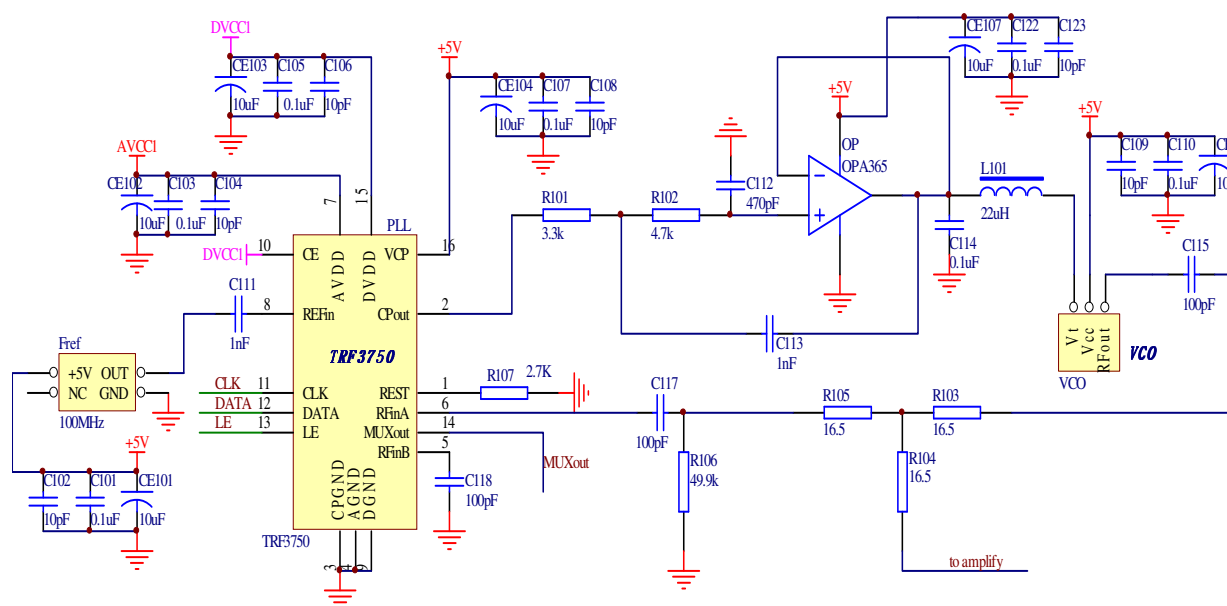 DVCC1
CE103
C105
C106
10uF
0.1uF
10pF
+5V
CE104
C107
C108
10uF
0.1uF
10pF
CE107
C122
C123
10uF
0.1uF
10pF
+5V
OP
OPA365
+5V
C109
C110
10pF
0.1uF
AVCC1
CE102
C103
C104
10uF
0.1uF
10pF
7
15
PLL
C112
470pF
R101
3.3k
R102
4.7k
L101
22uH
C114
0.1uF
C115
100pF
DVCC1
10
CE
AVDD
DVDD
VCP
16
C111
1nF
8
REFin
CPout
2
C113
1nF
Vt
Vcc
RFout
VCO
VCO
TRF3750
Fref
+5V
OUT
NC
GND
100MHz
CLK
11
CLK
DATA
12
DATA
LE
13
LE
REST
1
R107
2.7K
RFinA
6
MUXout
14
RFinB
5
MUXout
C117
100pF
R105
16.5
R103
16.5
R106
49.9k
R104
16.5
C118
100pF
+5V
C102
C101
CE101
10pF
0.1uF
10uF
CPGND
AGND
DGND
TRF3750
3
4
9
to amplify